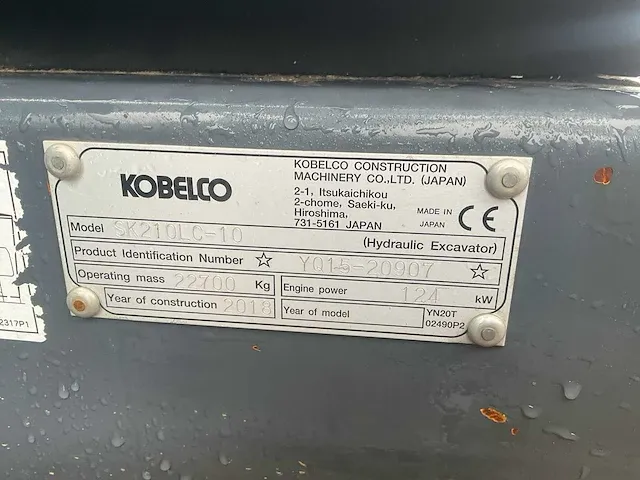 KOBELCO
KOBELCO CONSTRUCTION
MACHINERY CO.,LTD. (JAPAN)
2-1, Itsukaichikou
2-chome, Saeki-ku,
Hiroshima,
731-5161 JAPAN
MADE IN
JAPAN
CE
Model SK210LC-10 (Hydraulic Excavator)
Product Identification Number ☆ YQ15-20907 ☆
Operating mass 22700 Kg
Engine power 124 kW
Year of construction 2018
Year of model
YN20T
02490P2
2317P1